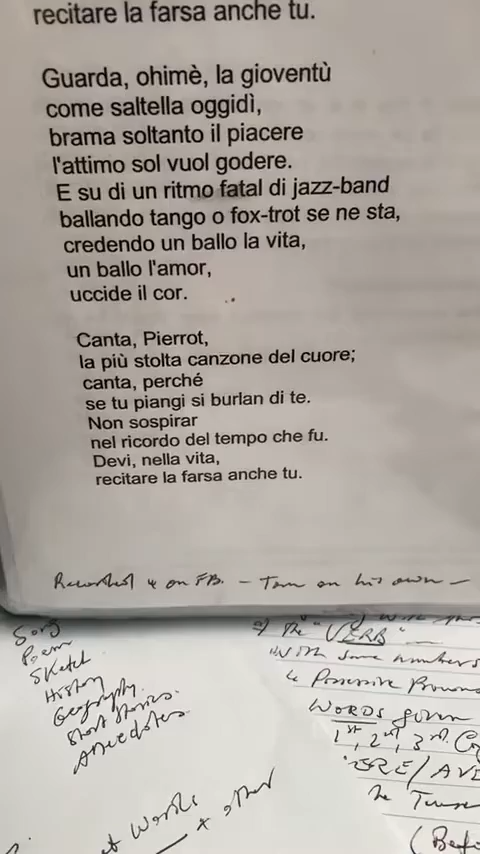 recitare la farsa anche tu.
Guarda, ohimè, la gioventù
come saltella oggidì,
brama soltanto il piacere
l'attimo sol vuol godere.
E su di un ritmo fatal di jazz-band
ballando tango o fox-trot se ne sta,
credendo un ballo la vita,
un ballo l'amor,
uccide il cor.
Canta, Pierrot,
la più stolta canzone del cuore;
canta, perché
se tu piangi si burlan di te.
Non sospirar
nel ricordo del tempo che fu.
Devi, nella vita,
recitare la farsa anche tu.
Recorded & on FB. - Tom on his own -
Song
Poem
Sketch
History
Geography.
Short Stories.
Anecdotes.
Words
+ other
The "VERB"
With some numbers
& Possessive
WORDS given
1st, 2nd, 3rd